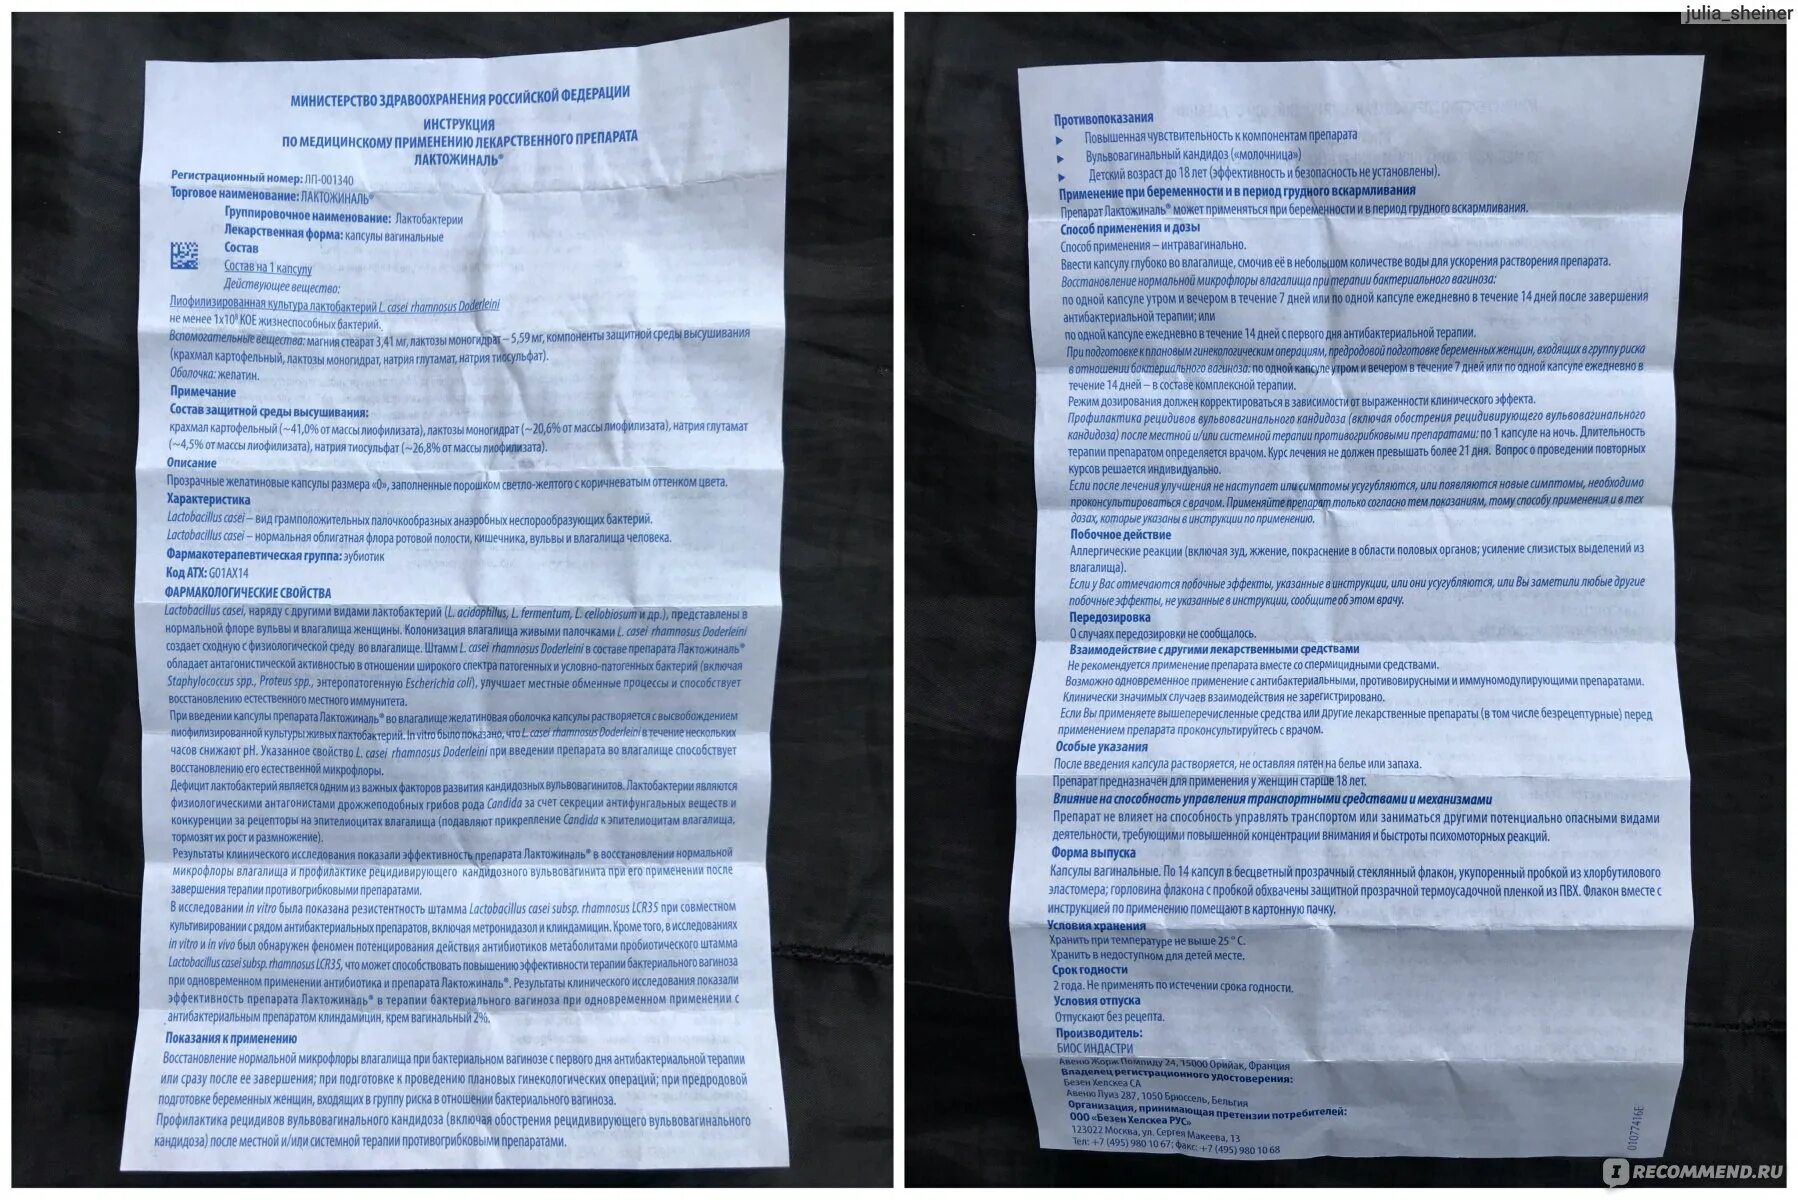 МИНИСТЕРСТВО ЗДРАВООХРАНЕНИЯ РОССИЙСКОЙ ФЕДЕРАЦИИ
ИНСТРУКЦИЯ
ПО МЕДИЦИНСКОМУ ПРИМЕНЕНИЮ ЛЕКАРСТВЕННОГО ПРЕПАРАТА
ЛАКТОЖИНАЛЬ®
Регистрационный номер: ЛП-001340
Торговое наименование: ЛАКТОЖИНАЛЬ®
Группировочное наименование: Лактобактерии
Лекарственная форма: капсулы вагинальные
Состав
Состав на 1 капсулу
Действующее вещество:
Лиофилизированная культура лактобактерий L. casei rhamnosus Doderleini
не менее 1х10⁸ КОЕ жизнеспособных бактерий.
Вспомогательные вещества: магния стеарат 3,41 мг, лактозы моногидрат – 5,59 мг, компоненты защитной среды высушивания
(крахмал картофельный, лактозы моногидрат, натрия глутамат, натрия тиосульфат).
Оболочка: желатин.
Примечание
Состав защитной среды высушивания:
крахмал картофельный (~41,0% от массы лиофилизата), лактозы моногидрат (~20,6% от массы лиофилизата), натрия глутамат
(~4,5% от массы лиофилизата), натрия тиосульфат (~26,8% от массы лиофилизата).
Описание
Прозрачные желатиновые капсулы размера «0», заполненные порошком светло-желтого с коричневатым оттенком цвета.
Характеристика
Lactobacillus casei – вид грамположительных палочкообразных анаэробных неспорообразующих бактерий.
Lactobacillus casei – нормальная облигатная флора ротовой полости, кишечника, вульвы и влагалища человека.
Фармакотерапевтическая группа: эубиотик
Код АТХ: G01AX14
ФАРМАКОЛОГИЧЕСКИЕ СВОЙСТВА
Lactobacillus casei, наряду с другими видами лактобактерий (L. acidophilus, L. fermentum, L. cellobiosum и др.), представлены в
нормальной флоре вульвы и влагалища женщины. Колонизация влагалища живыми палочками L. casei rhamnosus Doderleini
создает сходную с физиологической среду во влагалище. Штамм L. casei rhamnosus Doderleini в составе препарата Лактожиналь®
обладает антагонистической активностью в отношении широкого спектра патогенных и условно-патогенных бактерий (включая
Staphylococcus spp., Proteus spp., энтеропатогенную Escherichia coli), улучшает местные обменные процессы и способствует
восстановлению естественного местного иммунитета.
При введении капсулы препарата Лактожиналь® во влагалище желатиновая оболочка капсулы растворяется с высвобождением
лиофилизированной культуры живых лактобактерий. In vitro было показано, что L. casei rhamnosus Doderleini в течение нескольких
часов снижают pH. Указанное свойство L. casei rhamnosus Doderleini при введении препарата во влагалище способствует
восстановлению его естественной микрофлоры.
Дефицит лактобактерий является одним из важных факторов развития кандидозных вульвовагинитов. Лактобактерии являются
физиологическими антагонистами дрожжеподобных грибов рода Candida за счет секреции антифунгальных веществ и
конкуренции за рецепторы на эпителиоцитах влагалища (подавляют прикрепление Candida к эпителиоцитам влагалища,
тормозят их рост и размножение).
Результаты клинического исследования показали эффективность препарата Лактожиналь® в восстановлении нормальной
микрофлоры влагалища и профилактике рецидивирующего кандидозного вульвовагинита при его применении после
завершения терапии противогрибковыми препаратами.
В исследовании in vitro была показана резистентность штамма Lactobacillus casei subsp. rhamnosus LCR35 при совместном
культивировании с рядом антибактериальных препаратов, включая метронидазол и клиндамицин. Кроме того, в исследованиях
in vitro и in vivo был обнаружен феномен потенцирования действия антибиотиков метаболитами пробиотического штамма
Lactobacillus casei subsp. rhamnosus LCR35, что может способствовать повышению эффективности терапии бактериального вагиноза
при одновременном применении антибиотика и препарата Лактожиналь®. Результаты клинического исследования показали
эффективность препарата Лактожиналь® в терапии бактериального вагиноза при одновременном применении с
антибактериальным препаратом клиндамицин, крем вагинальный 2%.
Показания к применению
Восстановление нормальной микрофлоры влагалища при бактериальном вагинозе с первого дня антибактериальной терапии
или сразу после ее завершения; при подготовке к проведению плановых гинекологических операций; при предродовой
подготовке беременных женщин, входящих в группу риска в отношении бактериального вагиноза.
Профилактика рецидивов вульвовагинального кандидоза (включая обострения рецидивирующего вульвовагинального
кандидоза) после местной и/или системной терапии противогрибковыми препаратами.
julia_sheiner
Противопоказания
Повышенная чувствительность к компонентам препарата
Вульвовагинальный кандидоз («молочница»)
Детский возраст до 18 лет (эффективность и безопасность не установлены).
Применение при беременности и в период грудного вскармливания
Препарат Лактожиналь® может применяться при беременности и в период грудного вскармливания.
Способ применения и дозы
Способ применения – интравагинально.
Ввести капсулу глубоко во влагалище, смочив её в небольшом количестве воды для ускорения растворения препарата.
Восстановление нормальной микрофлоры влагалища при терапии бактериального вагиноза:
по одной капсуле утром и вечером в течение 7 дней или по одной капсуле ежедневно в течение 14 дней после завершения
антибактериальной терапии; или
по одной капсуле ежедневно в течение 14 дней с первого дня антибактериальной терапии.
При подготовке к плановым гинекологическим операциям, предродовой подготовке беременных женщин, входящих в группу риска
в отношении бактериального вагиноза: по одной капсуле утром и вечером в течение 7 дней или по одной капсуле ежедневно в
течение 14 дней – в составе комплексной терапии.
Режим дозирования должен корректироваться в зависимости от выраженности клинического эффекта.
Профилактика рецидивов вульвовагинального кандидоза (включая обострения рецидивирующего вульвовагинального
кандидоза) после местной и/или системной терапии противогрибковыми препаратами: по 1 капсуле на ночь. Длительность
терапии препаратом определяется врачом. Курс лечения не должен превышать более 21 дня. Вопрос о проведении повторных
курсов решается индивидуально.
Если после лечения улучшения не наступает или симптомы усугубляются, или появляются новые симптомы, необходимо
проконсультироваться с врачом. Применяйте препарат только согласно тем показаниям, тому способу применения и в тех
дозах, которые указаны в инструкции по применению.
Побочное действие
Аллергические реакции (включая зуд, жжение, покраснение в области половых органов; усиление слизистых выделений из
влагалища).
Если у Вас отмечаются побочные эффекты, указанные в инструкции, или они усугубляются, или Вы заметили любые другие
побочные эффекты, не указанные в инструкции, сообщите об этом врачу.
Передозировка
О случаях передозировки не сообщалось.
Взаимодействие с другими лекарственными средствами
Не рекомендуется применение препарата вместе со спермицидными средствами.
Возможно одновременное применение с антибактериальными, противовирусными и иммуномодулирующими препаратами.
Клинически значимых случаев взаимодействия не зарегистрировано.
Если Вы применяете вышеперечисленные средства или другие лекарственные препараты (в том числе безрецептурные) перед
применением препарата проконсультируйтесь с врачом.
Особые указания
После введения капсула растворяется, не оставляя пятен на белье или запаха.
Препарат предназначен для применения у женщин старше 18 лет.
Влияние на способность управления транспортными средствами и механизмами
Препарат не влияет на способность управлять транспортом или заниматься другими потенциально опасными видами
деятельности, требующими повышенной концентрации внимания и быстроты психомоторных реакций.
Форма выпуска
Капсулы вагинальные. По 14 капсул в бесцветный прозрачный стеклянный флакон, укупоренный пробкой из хлорбутилового
эластомера; горловина флакона с пробкой обхвачены защитной прозрачной термоусадочной пленкой из ПВХ. Флакон вместе с
инструкцией по применению помещают в картонную пачку.
Условия хранения
Хранить при температуре не выше 25 °С.
Хранить в недоступном для детей месте.
Срок годности
2 года. Не применять по истечении срока годности.
Условия отпуска
Отпускают без рецепта.
Производитель:
БИОС ИНДАСТРИ
Авеню Жорж Помпиду 24, 15000 Орийак, Франция
Владелец регистрационного удостоверения:
Безен Хелскеа СА
Авеню Луиз 287, 1050 Брюссель, Бельгия
Организация, принимающая претензии потребителей:
ООО «Безен Хелскеа РУС»
123022 Москва, ул. Сергея Макеева, 13
Тел: +7 (495) 980 10 67; факс: +7 (495) 980 10 68
01077416E
IRECOMMEND.RU